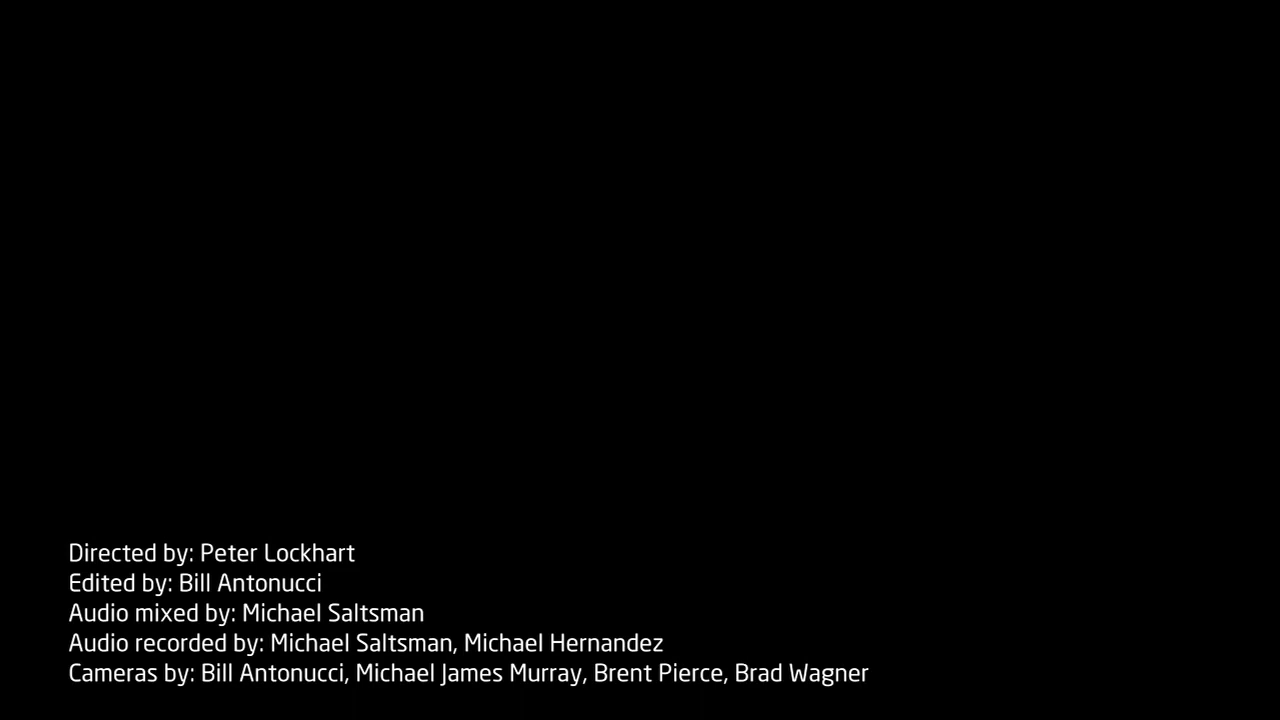 Directed by: Peter Lockhart
Edited by: Bill Antonucci
Audio mixed by: Michael Saltsman
Audio recorded by: Michael Saltsman, Michael Hernandez
Cameras by: Bill Antonucci, Michael James Murray, Brent Pierce, Brad Wagner